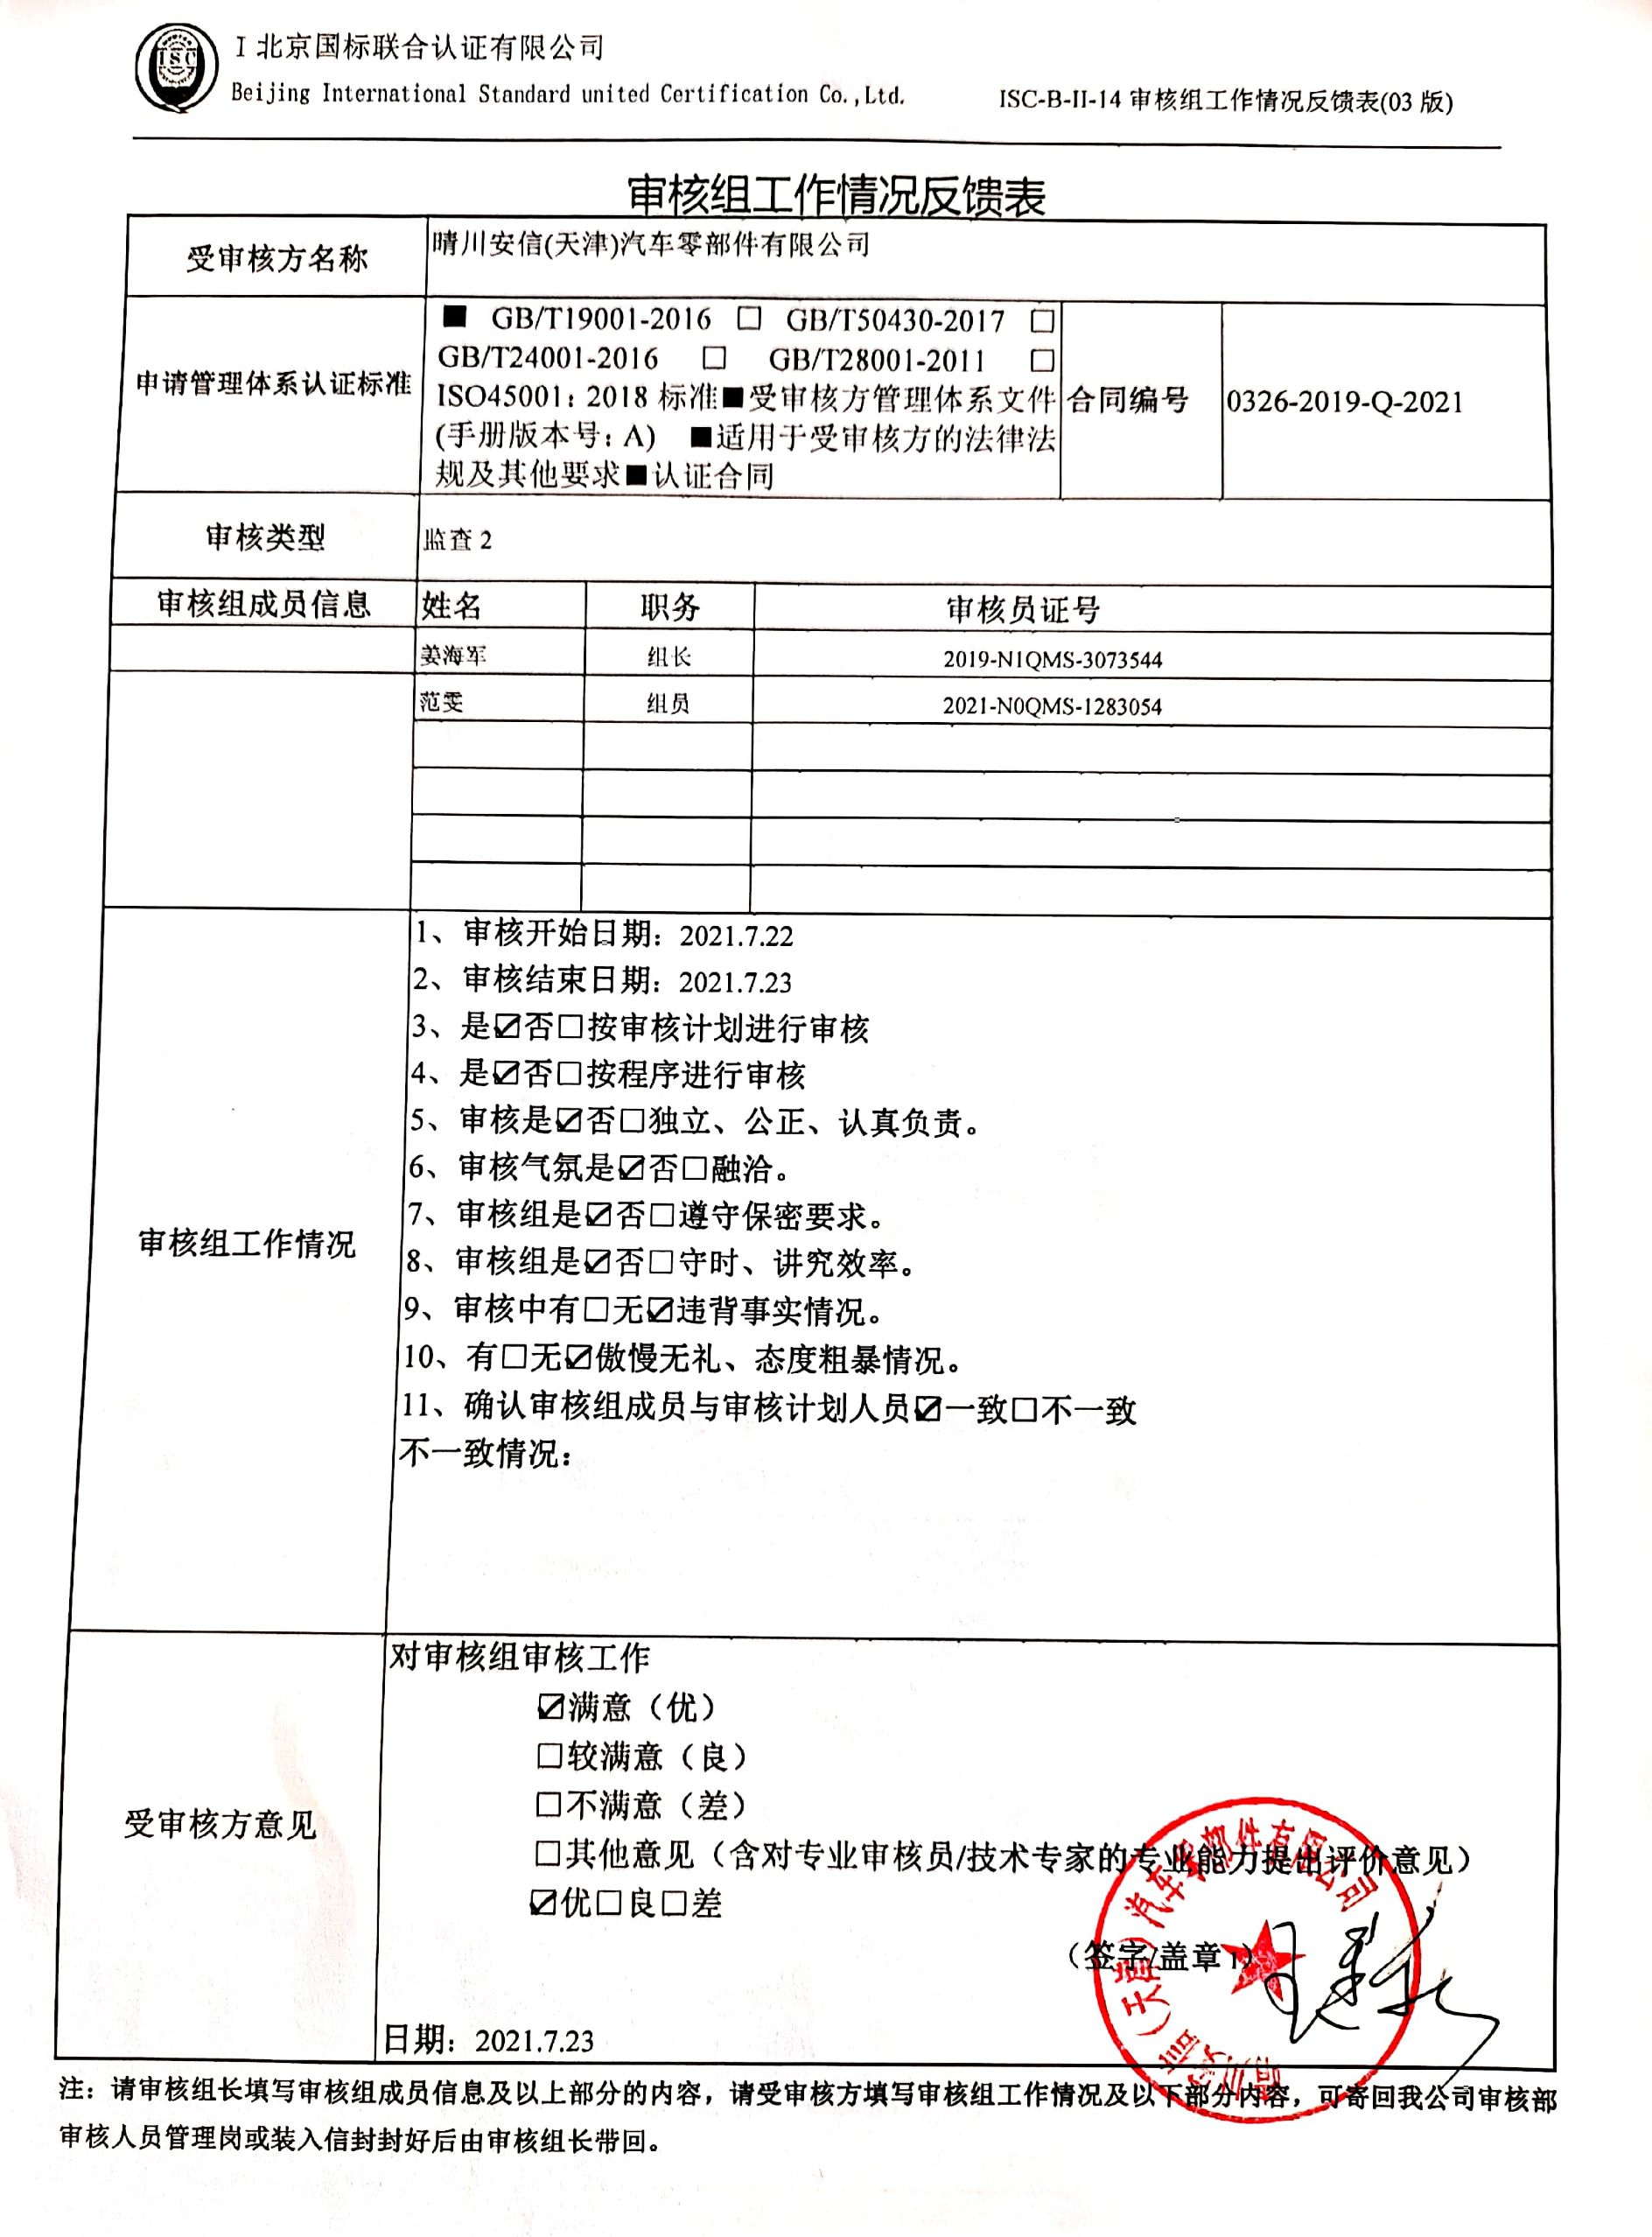 ISC
I 北京国标联合认证有限公司
Beijing International Standard united Certification Co.,Ltd.
ISC-B-II-14 审核组工作情况反馈表(03 版)
审核组工作情况反馈表
受审核方名称
晴川安信(天津)汽车零部件有限公司
申请管理体系认证标准
■ GB/T19001-2016 □ GB/T50430-2017 □
GB/T24001-2016 □ GB/T28001-2011 □
ISO45001: 2018 标准■受审核方管理体系文件
(手册版本号: A) ■适用于受审核方的法律法
规及其他要求■认证合同
合同编号
0326-2019-Q-2021
审核类型
监查 2
审核组成员信息 姓名 职务 审核员证号
姜海军 组长 2019-N1QMS-3073544
范雯 组员 2021-N0QMS-1283054
审核组工作情况
1、审核开始日期: 2021.7.22
2、审核结束日期: 2021.7.23
3、是☑否□按审核计划进行审核
4、是☑否□按程序进行审核
5、审核是☑否□独立、公正、认真负责。
6、审核气氛是☑否□融洽。
7、审核组是☑否□遵守保密要求。
8、审核组是☑否□守时、讲究效率。
9、审核中有□无☑违背事实情况。
10、有□无☑傲慢无礼、态度粗暴情况。
11、确认审核组成员与审核计划人员☑一致□不一致
不一致情况:
受审核方意见
对审核组审核工作
☑满意（优）
□较满意（良）
□不满意（差）
□其他意见（含对专业审核员/技术专家的专业能力提出评价意见）
☑优□良□差
（签字/盖章）
晴川安信（天津）汽车零部件有限公司
日期: 2021.7.23
注: 请审核组长填写审核组成员信息及以上部分的内容，请受审核方填写审核组工作情况及以下部分内容，可寄回我公司审核部
审核人员管理岗或装入信封封好后由审核组长带回。